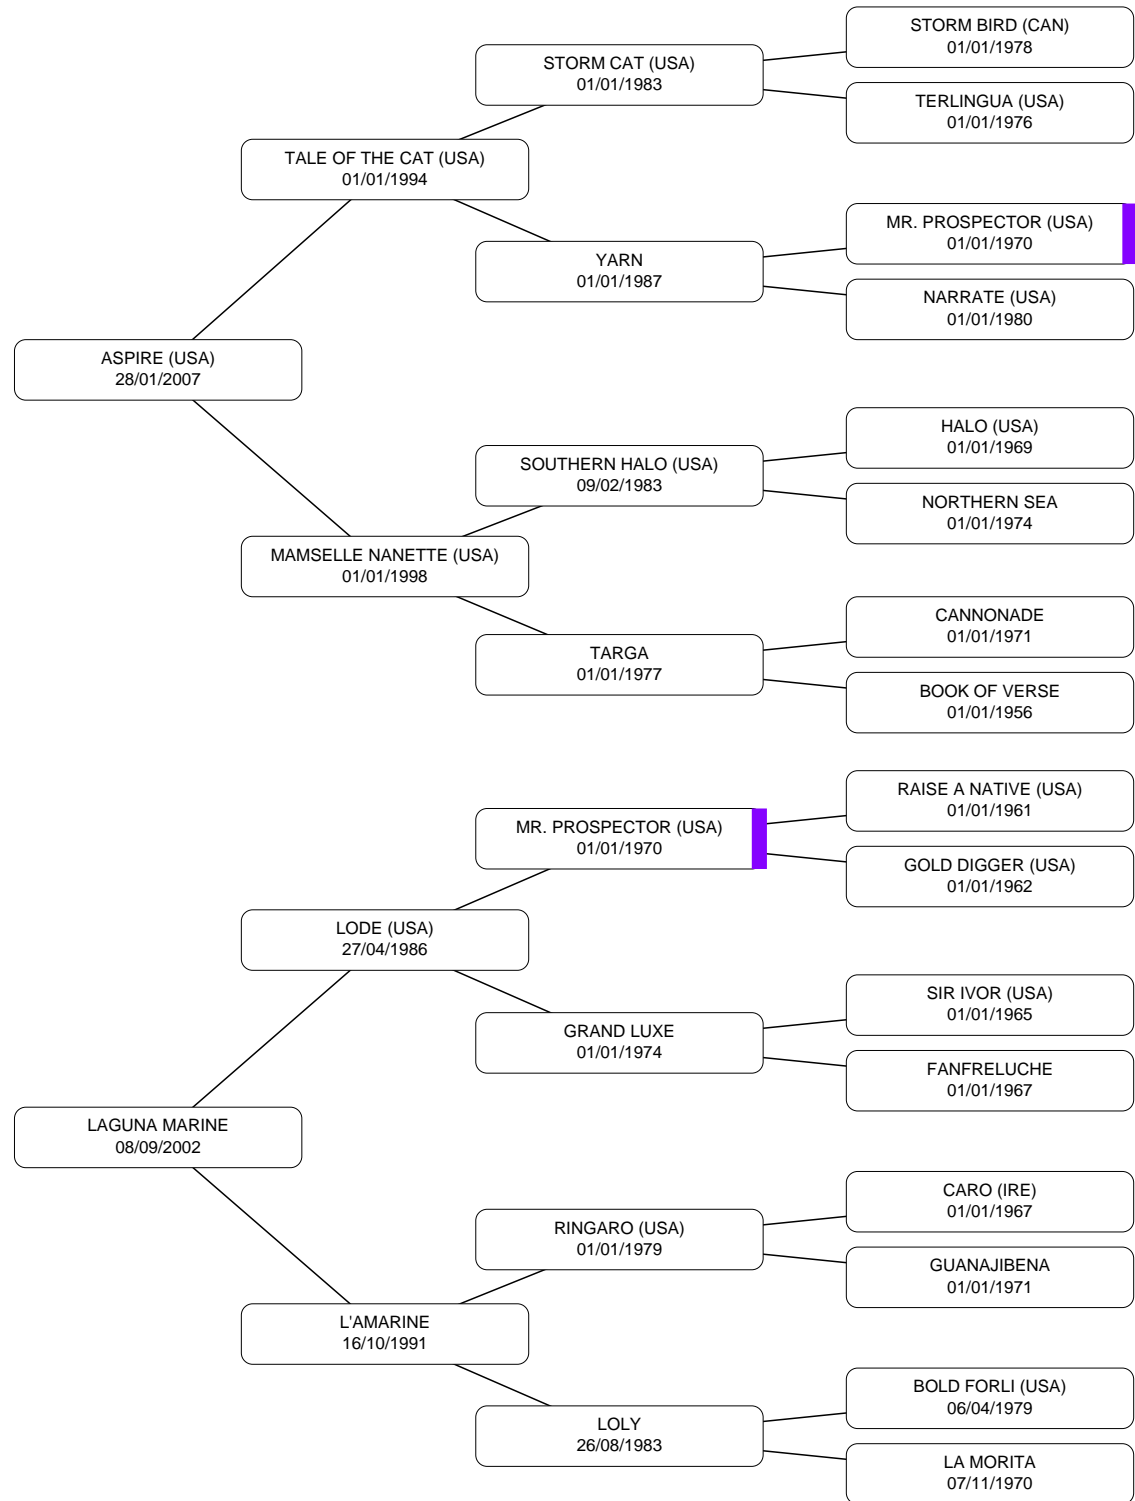 STORM BIRD (CAN)
01/01/1978
STORM CAT (USA)
01/01/1983
TERLINGUA (USA)
01/01/1976
TALE OF THE CAT (USA)
01/01/1994
MR. PROSPECTOR (USA)
01/01/1970
YARN
01/01/1987
NARRATE (USA)
01/01/1980
ASPIRE (USA)
28/01/2007
HALO (USA)
01/01/1969
SOUTHERN HALO (USA)
09/02/1983
NORTHERN SEA
01/01/1974
MAMSELLE NANETTE (USA)
01/01/1998
CANNONADE
01/01/1971
TARGA
01/01/1977
BOOK OF VERSE
01/01/1956
RAISE A NATIVE (USA)
01/01/1961
MR. PROSPECTOR (USA)
01/01/1970
GOLD DIGGER (USA)
01/01/1962
LODE (USA)
27/04/1986
SIR IVOR (USA)
01/01/1965
GRAND LUXE
01/01/1974
FANFRELUCHE
01/01/1967
LAGUNA MARINE
08/09/2002
CARO (IRE)
01/01/1967
RINGARO (USA)
01/01/1979
GUANAJIBENA
01/01/1971
L'AMARINE
16/10/1991
BOLD FORLI (USA)
06/04/1979
LOLY
26/08/1983
LA MORITA
07/11/1970